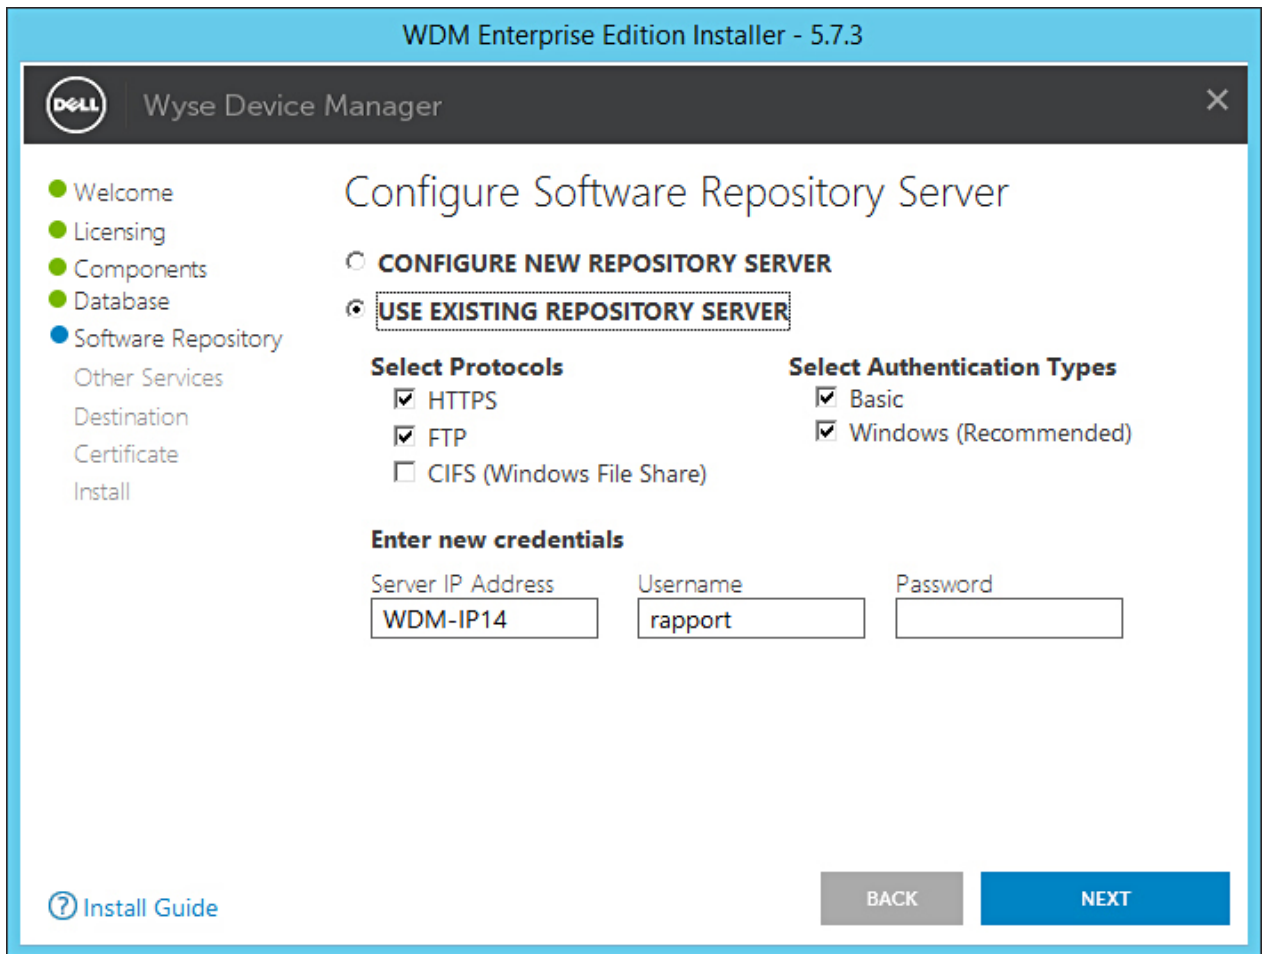 WDM Enterprise Edition Installer - 5.7.3
DELL
Wyse Device Manager
Welcome
Licensing
Components
Database
Software Repository
Other Services
Destination
Certificate
Install
Configure Software Repository Server
CONFIGURE NEW REPOSITORY SERVER
USE EXISTING REPOSITORY SERVER
Select Protocols
HTTPS
FTP
CIFS (Windows File Share)
Select Authentication Types
Basic
Windows (Recommended)
Enter new credentials
Server IP Address Username Password
WDM-IP14 rapport
? Install Guide
BACK NEXT